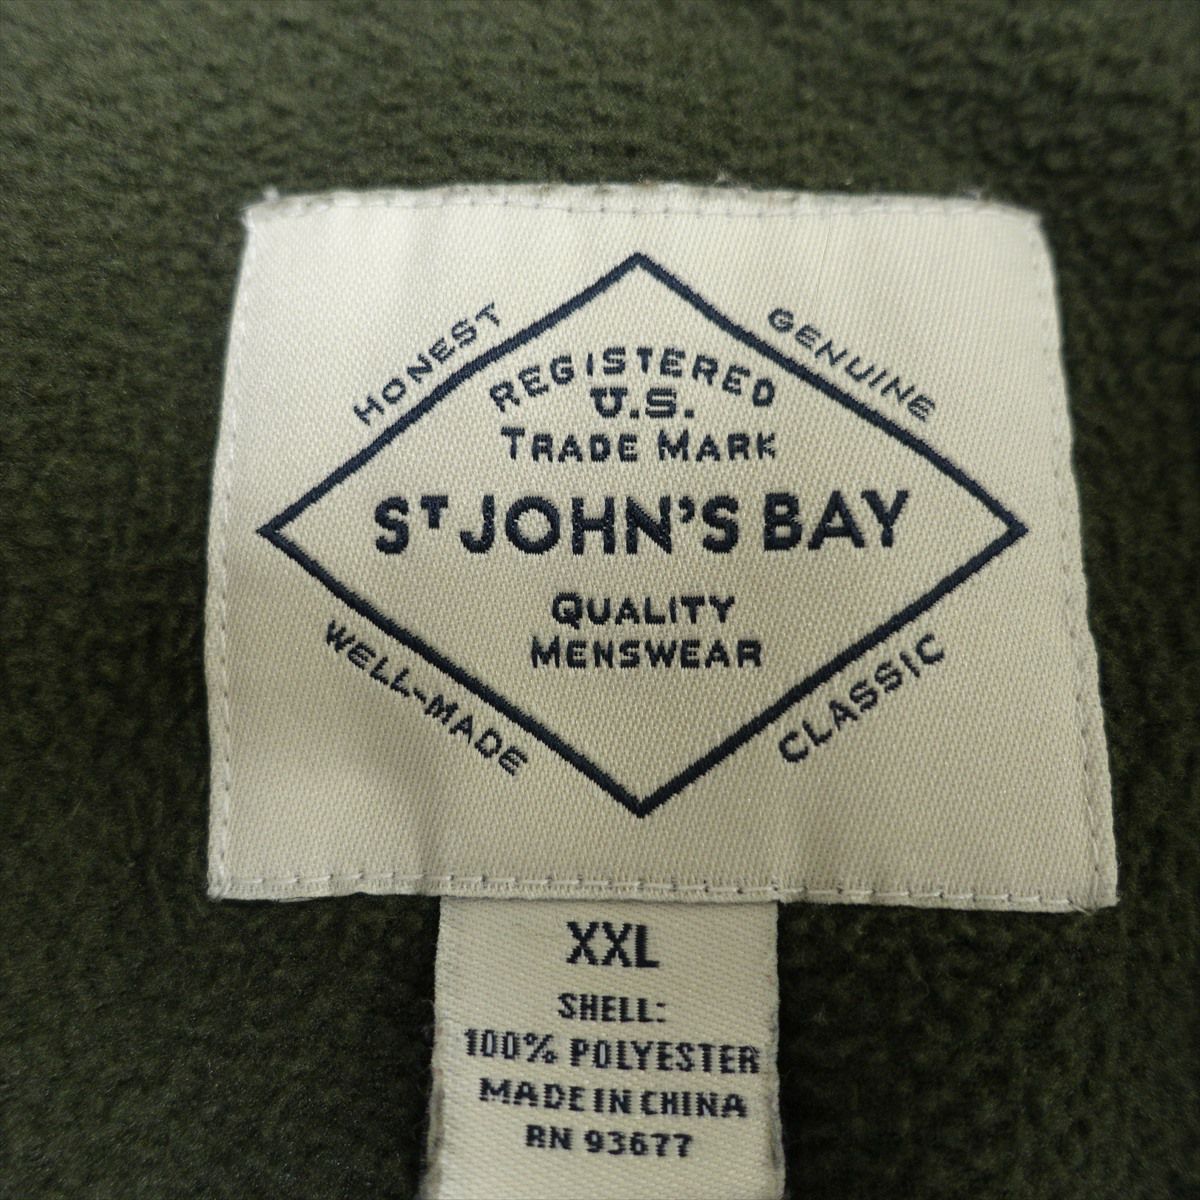 HONEST
GENUINE
REGISTERED
U.S.
TRADE MARK
ST JOHN'S BAY
QUALITY
MENSWEAR
WELL-MADE
CLASSIC
XXL
SHELL:
100% POLYESTER
MADE IN CHINA
RN 93677